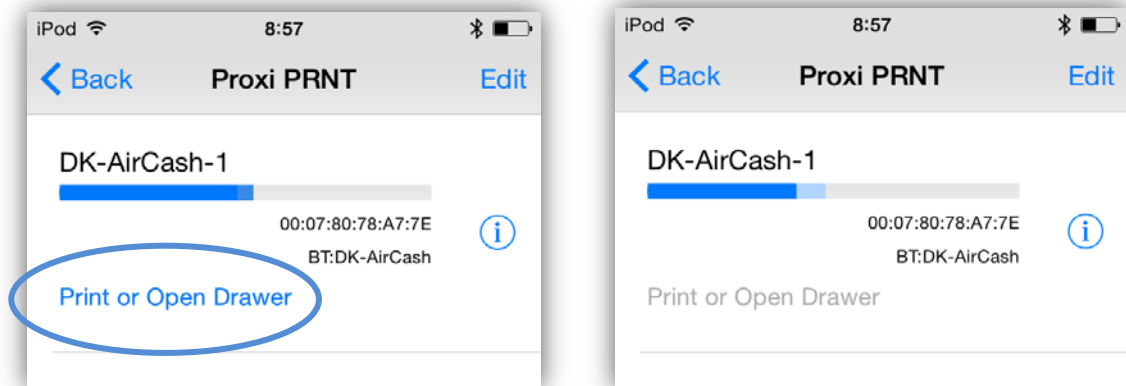 iPod 8:57
Back Proxi PRNT Edit
DK-AirCash-1
00:07:80:78:A7:7E
BT:DK-AirCash
Print or Open Drawer
iPod 8:57
Back Proxi PRNT Edit
DK-AirCash-1
00:07:80:78:A7:7E
BT:DK-AirCash
Print or Open Drawer